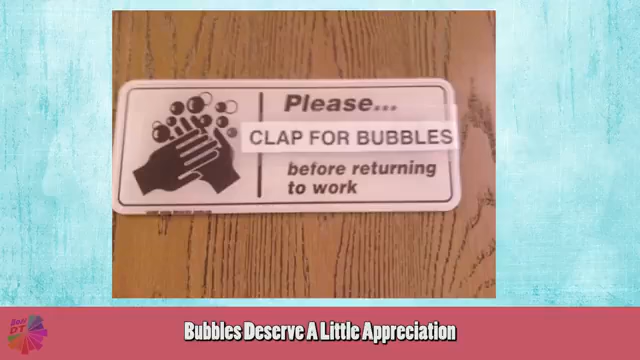 Please...
CLAP FOR BUBBLES
before returning
to work
Bubbles Deserve A Little Appreciation